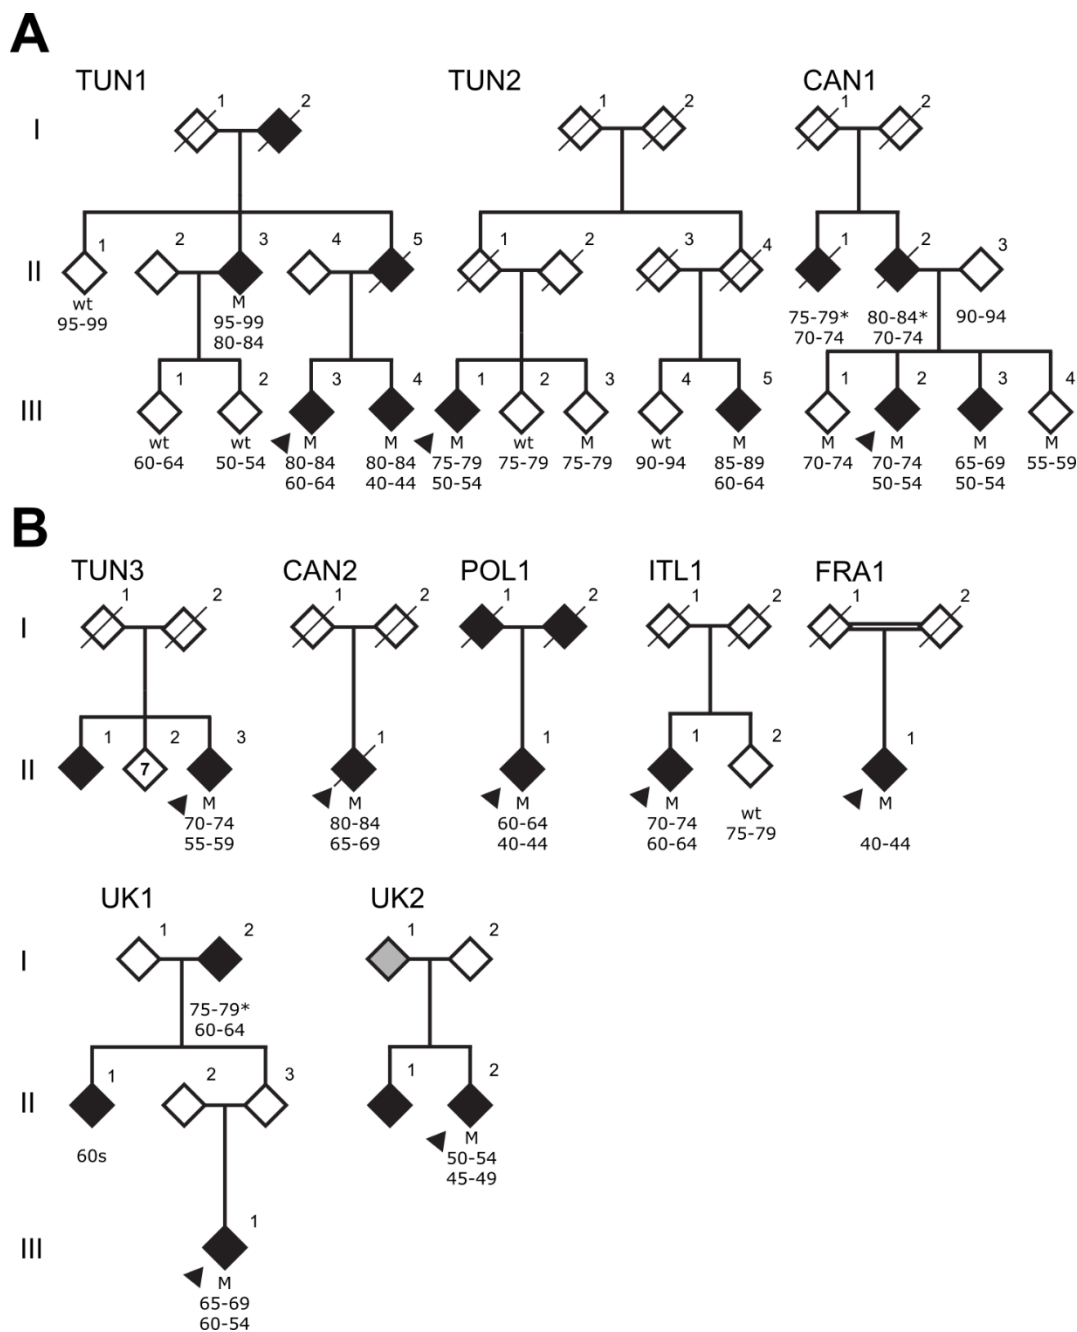 A
TUN1 TUN2 CAN1
I
1 2 1 2 1 2
II
1 2 3 4 5 1 2 3 4 1 2 3
wt M
95-99 95-99
80-84
75-79* 80-84* 90-94
70-74 70-74
III
1 2 3 4 1 2 3 4 5 1 2 3 4
wt wt M M M wt M wt M M M M M
60-64 50-54 80-84 80-84 75-79 75-79 75-79 90-94 85-89 70-74 70-74 65-69 55-59
60-64 40-44 50-54 60-64 50-54 50-54
B
TUN3 CAN2 POL1 ITL1 FRA1
I
1 2 1 2 1 2 1 2 1 2
II
1 2 3 1 1 1 2 1
7
M M M M wt M
70-74 80-84 60-64 70-74 75-79
55-59 65-69 40-44 60-64 40-44
UK1 UK2
I
1 2 1 2
75-79*
60-64
II
1 2 3 1 2
60s
M
50-54
45-49
III
1
M
65-69
60-54